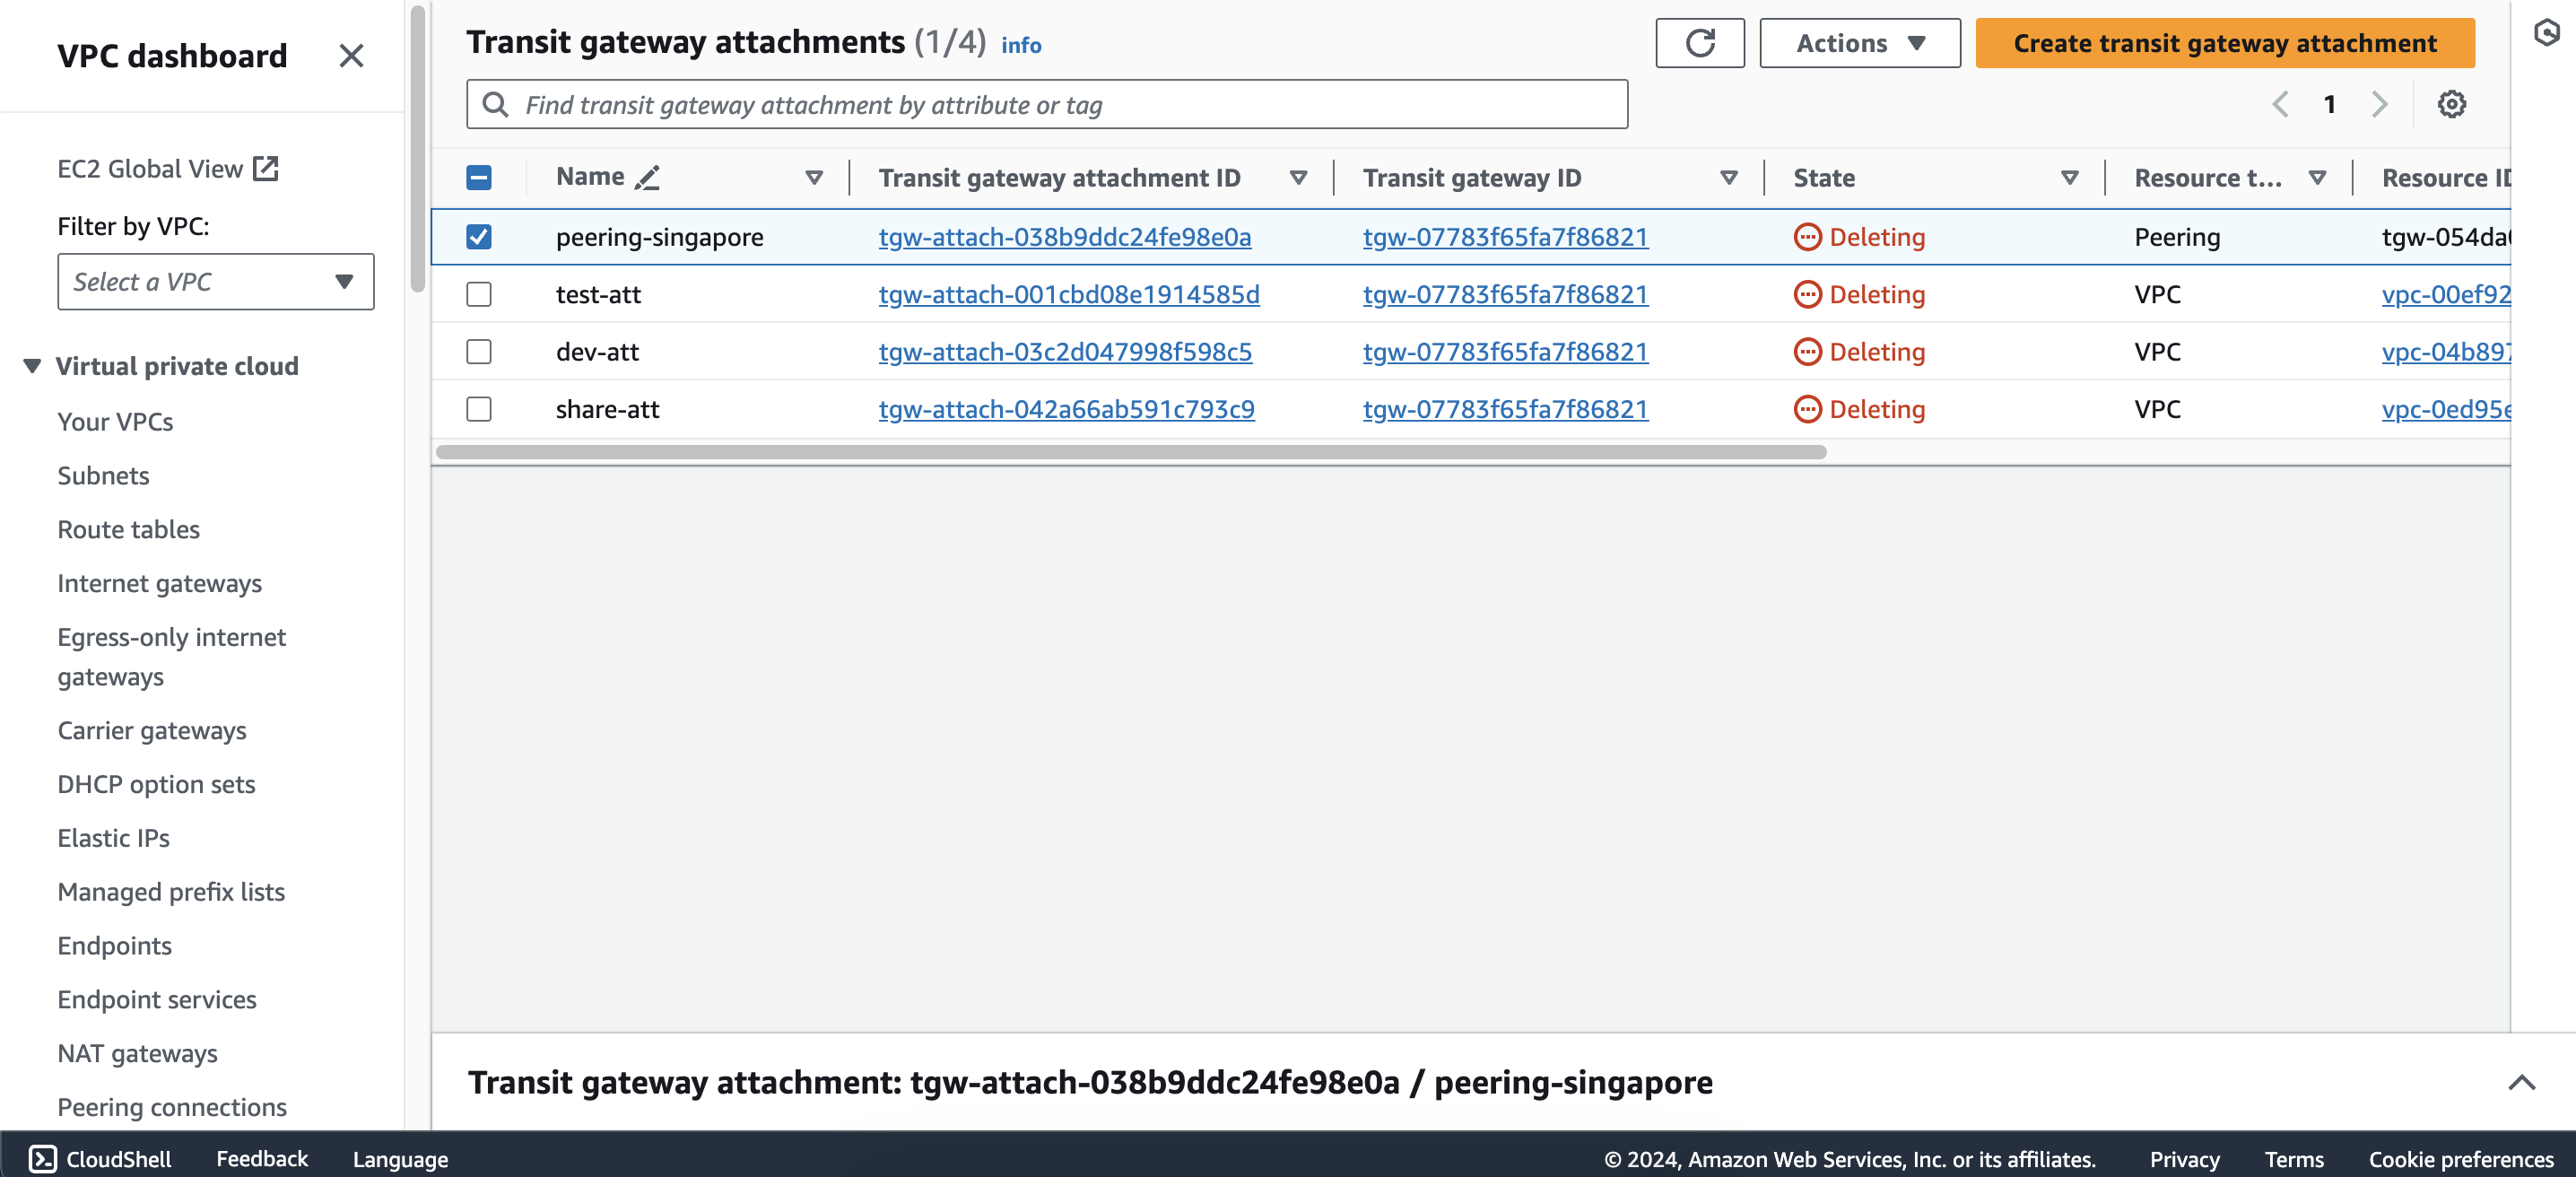 VPC dashboard
EC2 Global View
Filter by VPC:
Select a VPC
Virtual private cloud
Your VPCs
Subnets
Route tables
Internet gateways
Egress-only internet
gateways
Carrier gateways
DHCP option sets
Elastic IPs
Managed prefix lists
Endpoints
Endpoint services
NAT gateways
Peering connections
Transit gateway attachments (1/4) info
Actions
Create transit gateway attachment
Find transit gateway attachment by attribute or tag
1
Name Transit gateway attachment ID Transit gateway ID State Resource t... Resource ID
peering-singapore tgw-attach-038b9ddc24fe98e0a tgw-07783f65fa7f86821 Deleting Peering tgw-054da
test-att tgw-attach-001cbd08e1914585d tgw-07783f65fa7f86821 Deleting VPC vpc-00ef92
dev-att tgw-attach-03c2d047998f598c5 tgw-07783f65fa7f86821 Deleting VPC vpc-04b897
share-att tgw-attach-042a66ab591c793c9 tgw-07783f65fa7f86821 Deleting VPC vpc-0ed95e
Transit gateway attachment: tgw-attach-038b9ddc24fe98e0a / peering-singapore
CloudShell Feedback Language © 2024, Amazon Web Services, Inc. or its affiliates. Privacy Terms Cookie preferences